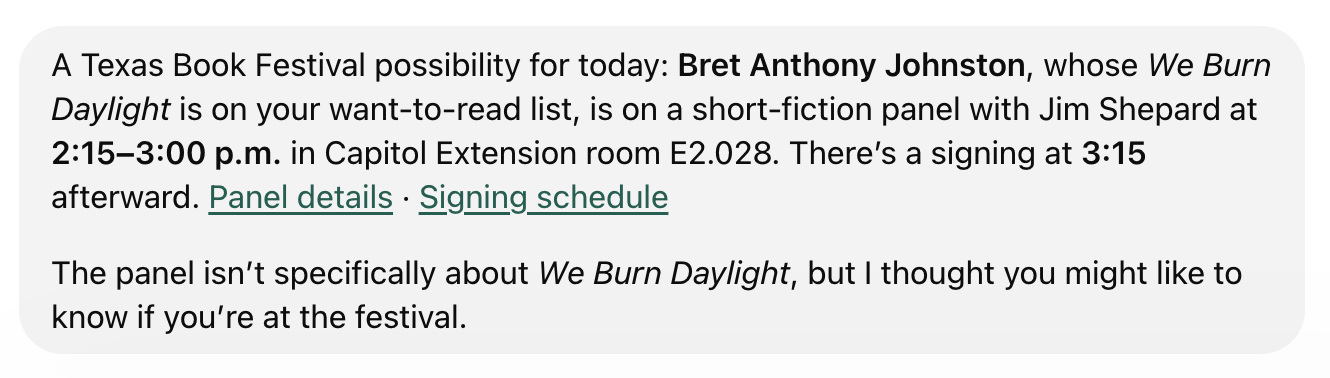 A Texas Book Festival possibility for today: Bret Anthony Johnston, whose We Burn
Daylight is on your want-to-read list, is on a short-fiction panel with Jim Shepard at
2:15–3:00 p.m. in Capitol Extension room E2.028. There’s a signing at 3:15
afterward. Panel details · Signing schedule
The panel isn’t specifically about We Burn Daylight, but I thought you might like to
know if you’re at the festival.